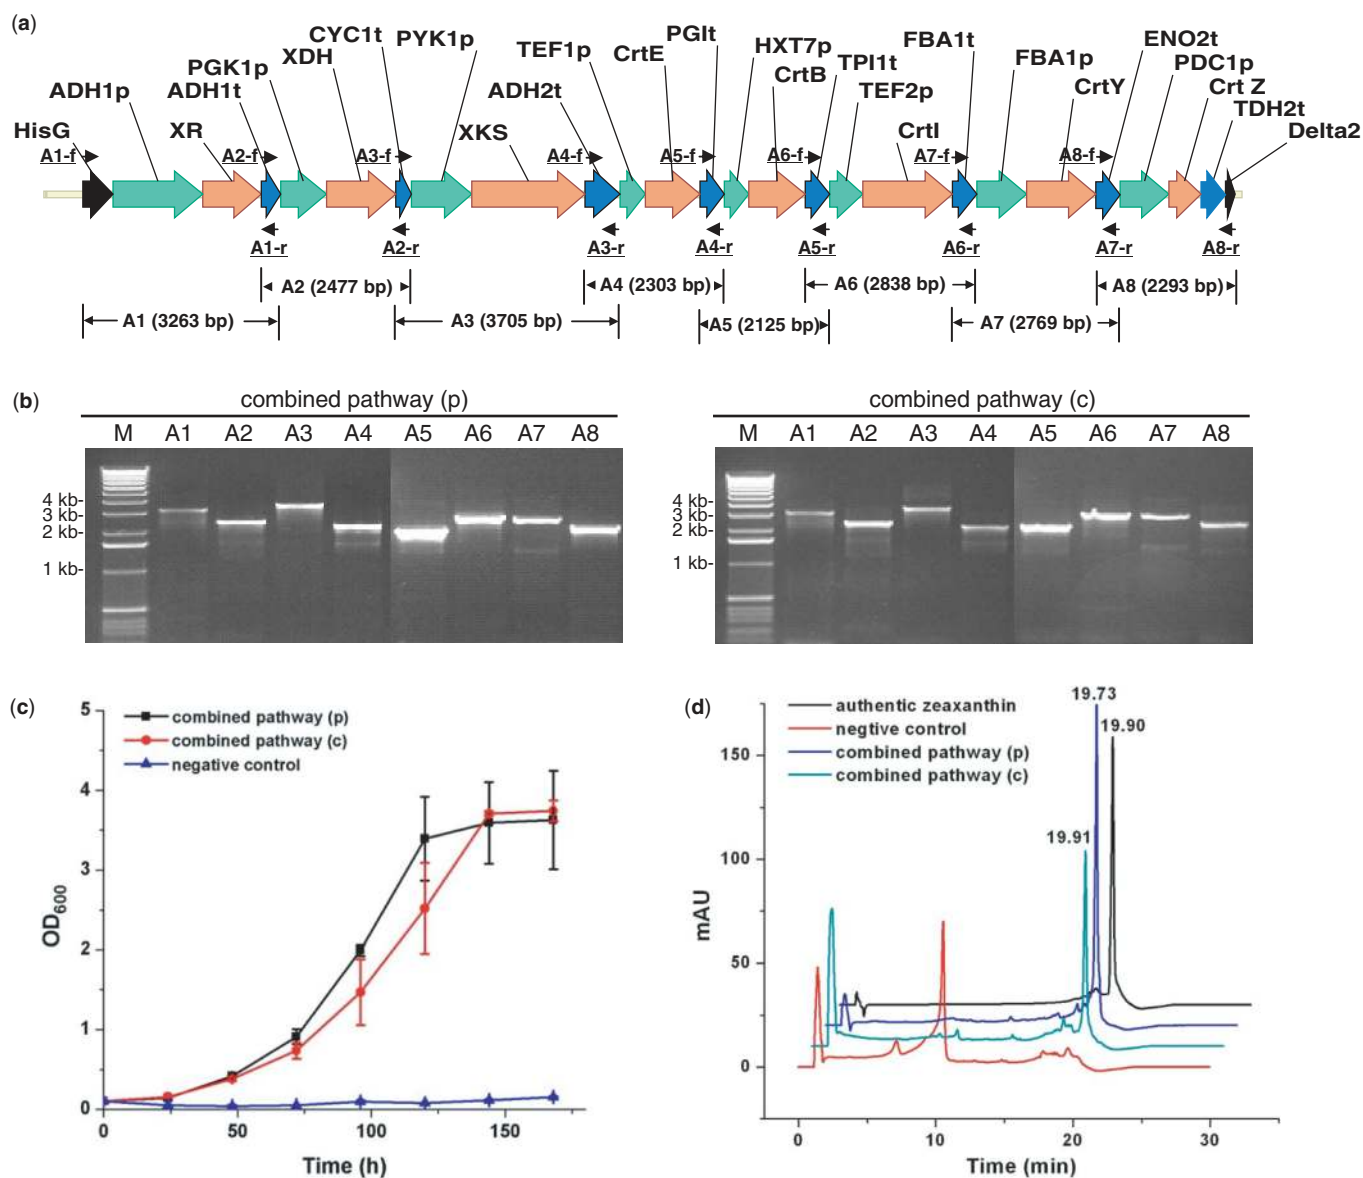 (a)
CYC1t PYK1p PGIt FBA1t ENO2t
XDH TEF1p CrtE HXT7p FBA1p PDC1p
PGK1p CrtB TPI1t CrtY Crt Z
ADH1p ADH1t ADH2t TEF2p TDH2t
HisG XR XKS CrtI Delta2
A1-f A2-f A3-f A4-f A5-f A6-f A7-f A8-f
A1-r A2-r A3-r A4-r A5-r A6-r A7-r A8-r
A2 (2477 bp) A4 (2303 bp) A6 (2838 bp) A8 (2293 bp)
A1 (3263 bp) A3 (3705 bp) A5 (2125 bp) A7 (2769 bp)
(b)
combined pathway (p)
M A1 A2 A3 A4 A5 A6 A7 A8
4 kb-
3 kb-
2 kb-
1 kb-
combined pathway (c)
M A1 A2 A3 A4 A5 A6 A7 A8
4 kb-
3 kb-
2 kb-
1 kb-
(c)
combined pathway (p)
combined pathway (c)
negative control
5
4
3
2
1
0
OD600
0 50 100 150
Time (h)
(d)
authentic zeaxanthin
negtive control
combined pathway (p)
combined pathway (c)
19.73
19.90
19.91
150
100
50
0
mAU
0 10 20 30
Time (min)